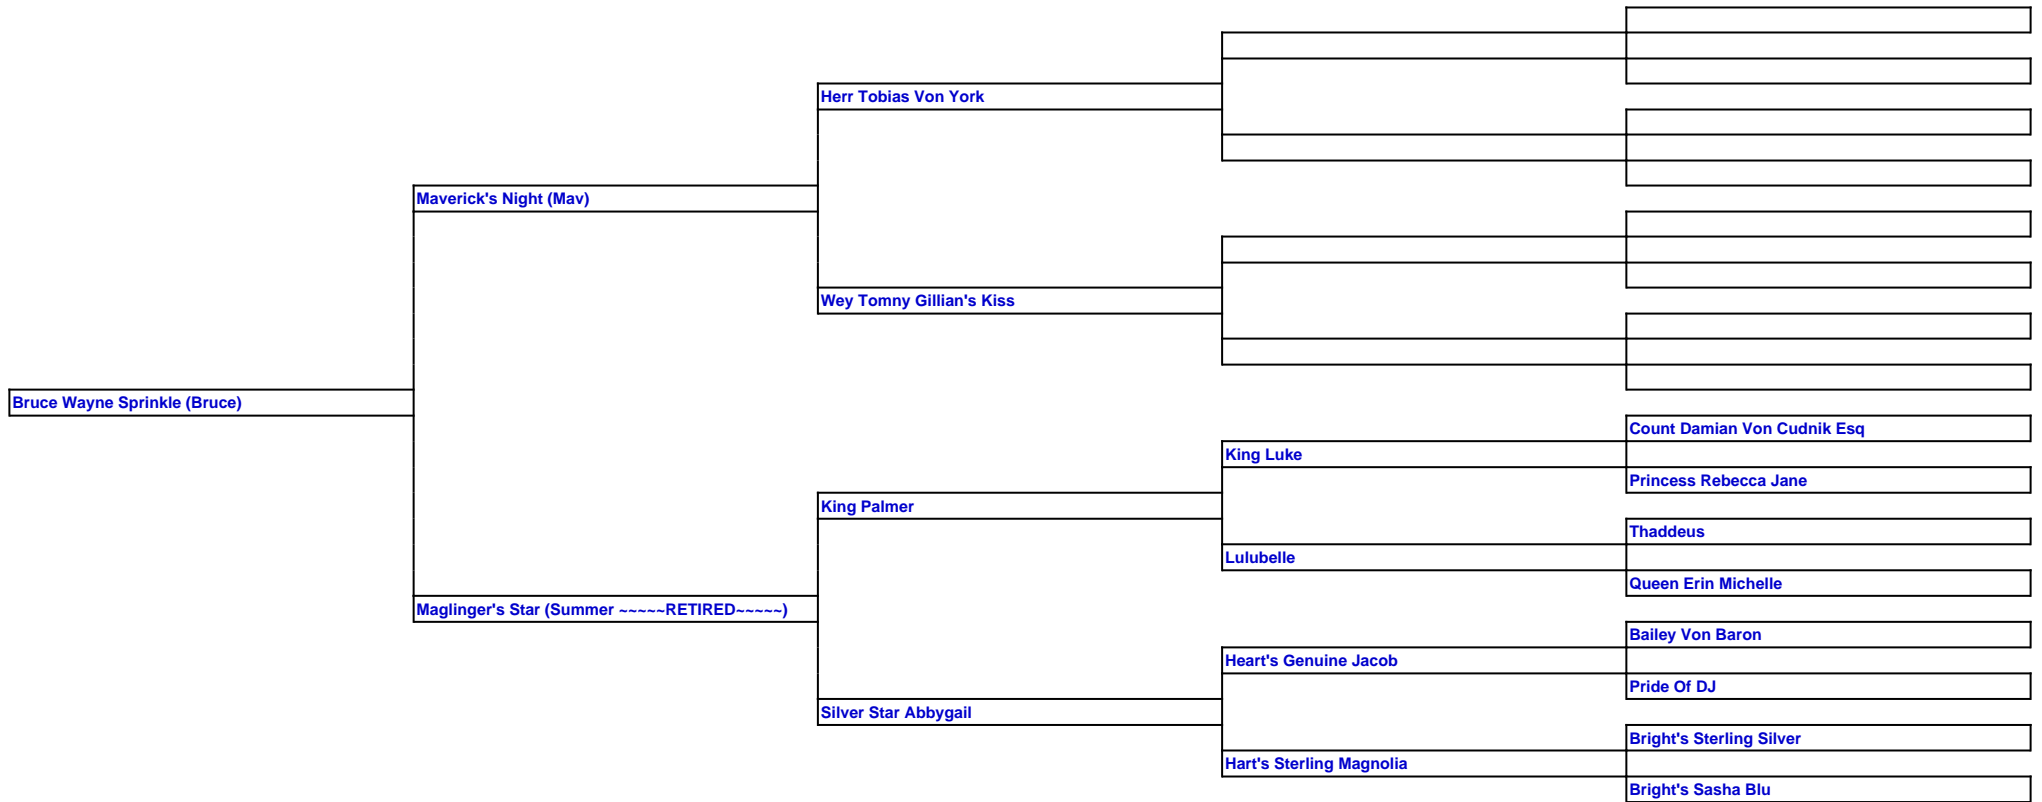 Herr Tobias Von York
Maverick's Night (Mav)
Wey Tomny Gillian's Kiss
Bruce Wayne Sprinkle (Bruce)
Count Damian Von Cudnik Esq
King Luke
Princess Rebecca Jane
King Palmer
Thaddeus
Lulubelle
Queen Erin Michelle
Maglinger's Star (Summer ~~~~~RETIRED~~~~~)
Bailey Von Baron
Heart's Genuine Jacob
Pride Of DJ
Silver Star Abbygail
Bright's Sterling Silver
Hart's Sterling Magnolia
Bright's Sasha Blu